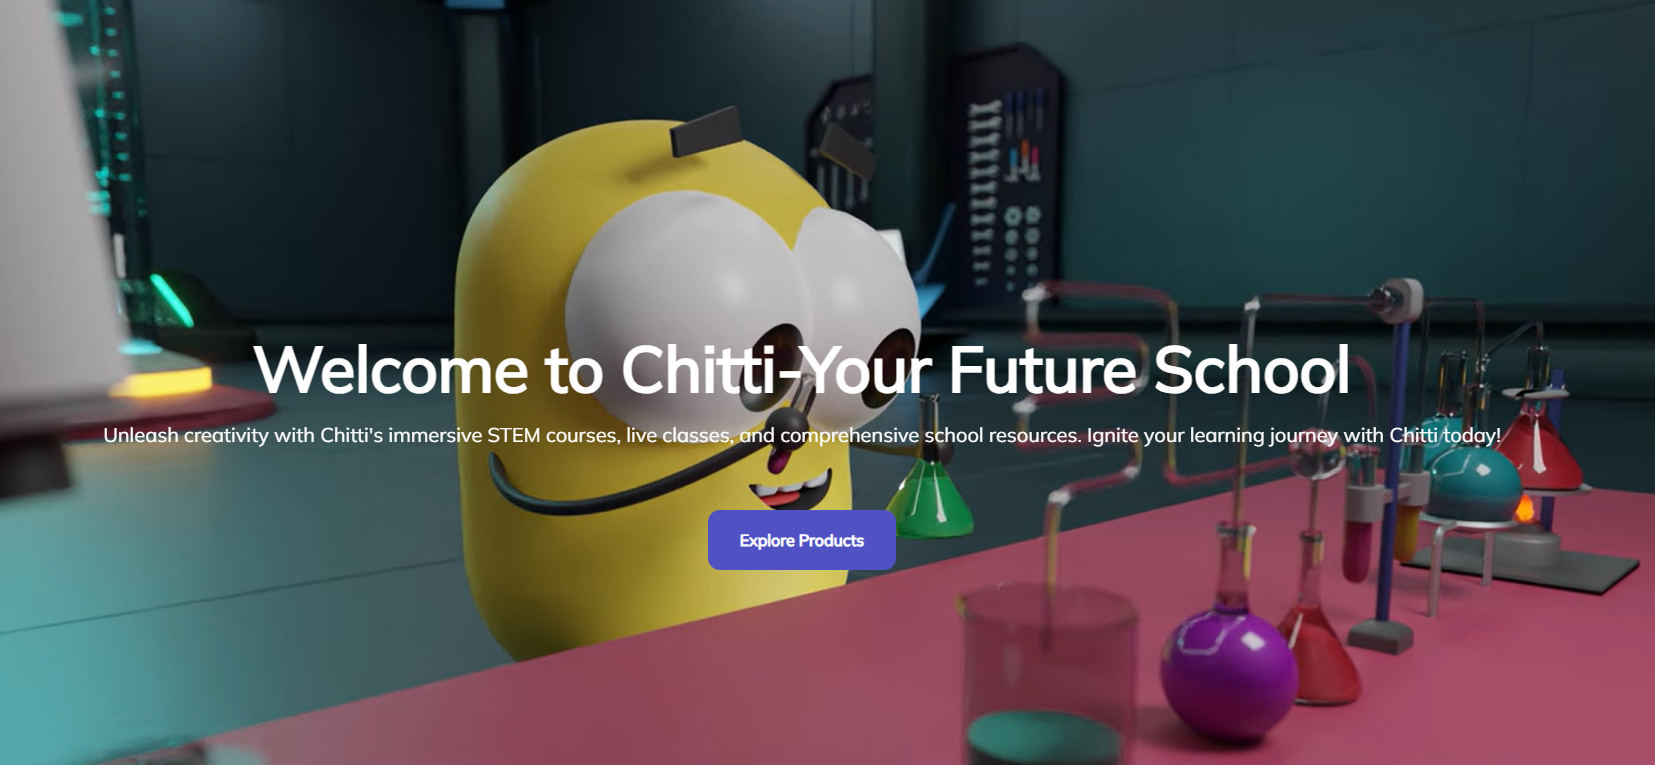 Welcome to Chitti-Your Future School
Unleash creativity with Chitti's immersive STEM courses, live classes, and comprehensive school resources. Ignite your learning journey with Chitti today!
Explore Products